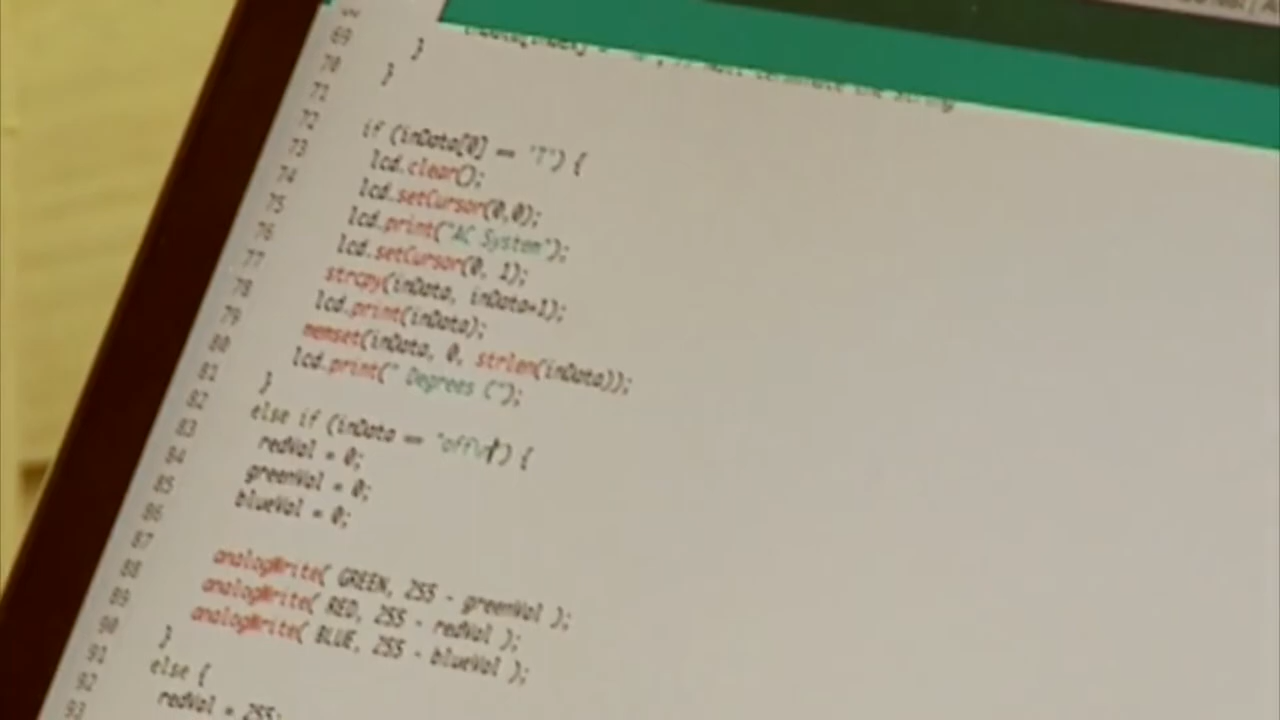 69
70 }
71 }
72
73 if (inData[0] == 'T') {
74 lcd.clear();
75 lcd.setCursor(0,0);
76 lcd.print("AC System");
77 lcd.setCursor(0, 1);
78 strcpy(inData, inData+1);
79 lcd.print(inData);
80 memset(inData, 0, strlen(inData));
81 lcd.print(" Degrees C");
82 }
83 else if (inData == "off\n") {
84 redVal = 0;
85 greenVal = 0;
86 blueVal = 0;
87
88 analogWrite( GREEN, 255 - greenVal );
89 analogWrite( RED, 255 - redVal );
90 analogWrite( BLUE, 255 - blueVal );
91 }
92 else {
93 redVal = 255;